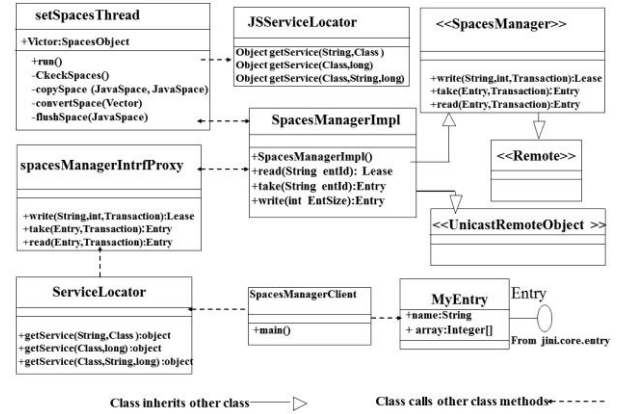 setSpacesThread
+Victor:SpacesObject
+run()
-CkeckSpaces()
-copySpace (JavaSpace, JavaSpace)
-convertSpace(Vector)
-flushSpace(JavaSpace)
JSServiceLocator
Object getService(String,Class )
Object getService(Class,long)
Object getService(Class,String,long)
<<SpacesManager>>
+write(String,int,Transaction):Lease
+take(Entry,Transaction):Entry
+read(Entry,Transaction):Entry
SpacesManagerImpl
+SpacesManagerImpl()
+read(String entId): Lease
+take(String entId):Entry
+write(int EntSize):Entry
<<Remote>>
spacesManagerIntrfProxy
+write(String,int,Transaction):Lease
+take(Entry,Transaction):Entry
+read(Entry,Transaction):Entry
<<UnicastRemoteObject >>
ServiceLocator
+getService(String,Class ):object
+getService(Class,long) :object
+getService(Class,String,long) :object
SpacesManagerClient
+main()
MyEntry
+name:String
+ array:Integer[]
Entry
From jini.core.entry
Class inherits other class
Class calls other class methods